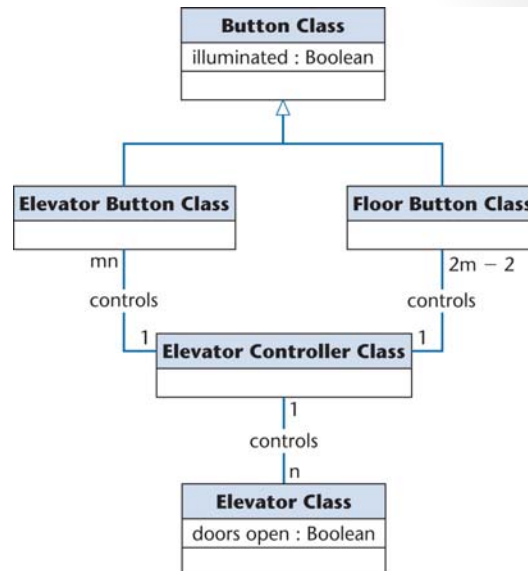 Button Class
illuminated : Boolean
Elevator Button Class
Floor Button Class
mn
2m − 2
controls
controls
1
1
Elevator Controller Class
1
controls
n
Elevator Class
doors open : Boolean